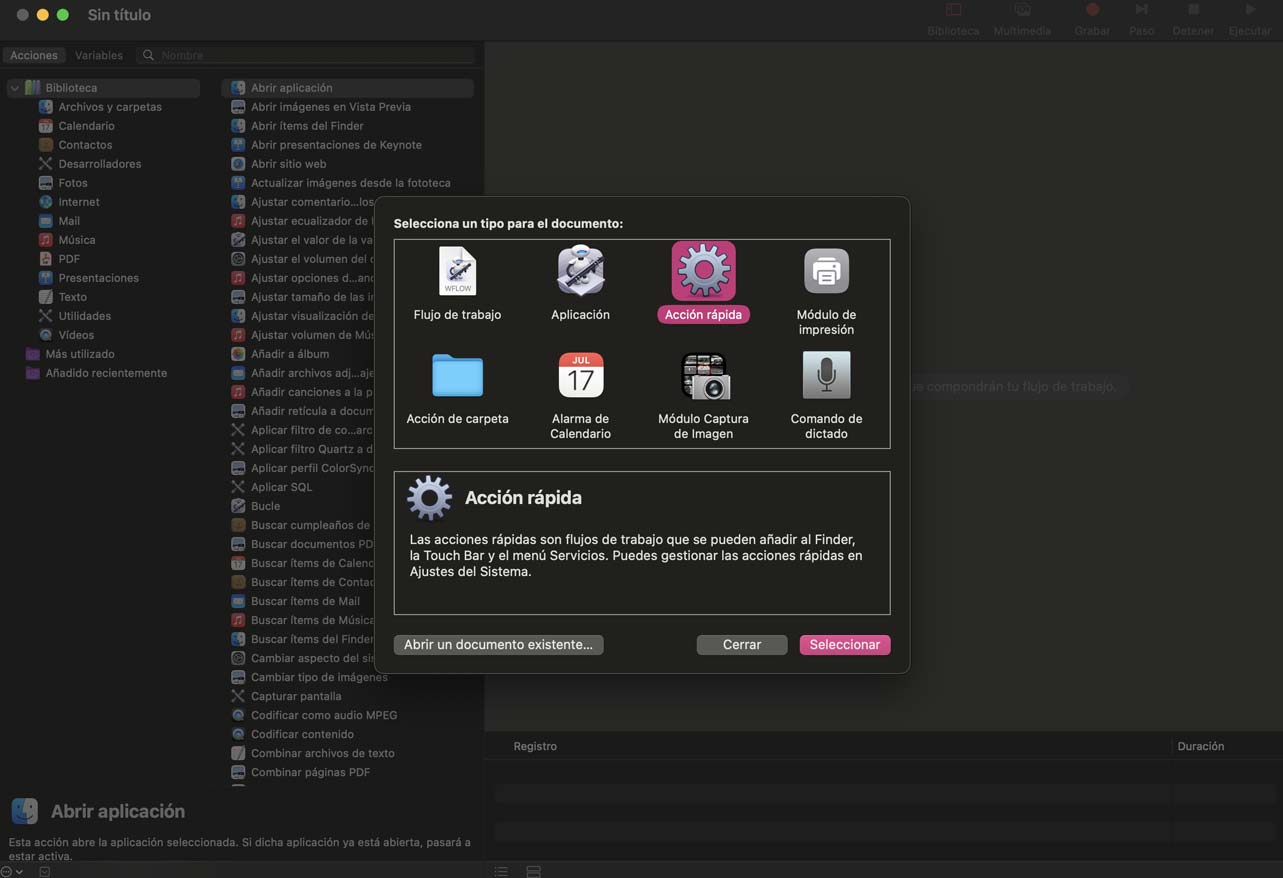 Sin título
Biblioteca
Multimedia
Grabar
Paso
Detener
Ejecutar
Acciones
Variables
Nombre
Biblioteca
Archivos y carpetas
Calendario
Contactos
Desarrolladores
Fotos
Internet
Mail
Música
PDF
Presentaciones
Texto
Utilidades
Vídeos
Más utilizado
Añadido recientemente
Abrir aplicación
Abrir imágenes en Vista Previa
Abrir ítems del Finder
Abrir presentaciones de Keynote
Abrir sitio web
Actualizar imágenes desde la fototeca
Ajustar comentario...los
Ajustar ecualizador de
Ajustar el valor de la va
Ajustar el volumen del
Ajustar opciones d...and
Ajustar tamaño de las
Ajustar visualización de
Ajustar volumen de Mús
Añadir a álbum
Añadir archivos adj...aje
Añadir canciones a la p
Añadir retícula a docum
Aplicar filtro de co...arc
Aplicar filtro Quartz a d
Aplicar perfil ColorSync
Aplicar SQL
Bucle
Buscar cumpleaños de
Buscar documentos PD
Buscar ítems de Calenc
Buscar ítems de Contac
Buscar ítems de Mail
Buscar ítems de Música
Buscar ítems del Finder
Cambiar aspecto del sis
Cambiar tipo de imágenes
Capturar pantalla
Codificar como audio MPEG
Codificar contenido
Combinar archivos de texto
Combinar páginas PDF
Selecciona un tipo para el documento:
WFLOW
Flujo de trabajo
Aplicación
Acción rápida
Módulo de
impresión
JUL
17
Acción de carpeta
Alarma de
Calendario
Módulo Captura
de Imagen
Comando de
dictado
Acción rápida
Las acciones rápidas son flujos de trabajo que se pueden añadir al Finder,
la Touch Bar y el menú Servicios. Puedes gestionar las acciones rápidas en
Ajustes del Sistema.
Abrir un documento existente...
Cerrar
Seleccionar
compondrán tu flujo de trabajo.
Registro
Duración
Abrir aplicación
Esta acción abre la aplicación seleccionada. Si dicha aplicación ya está abierta, pasará a
estar activa.